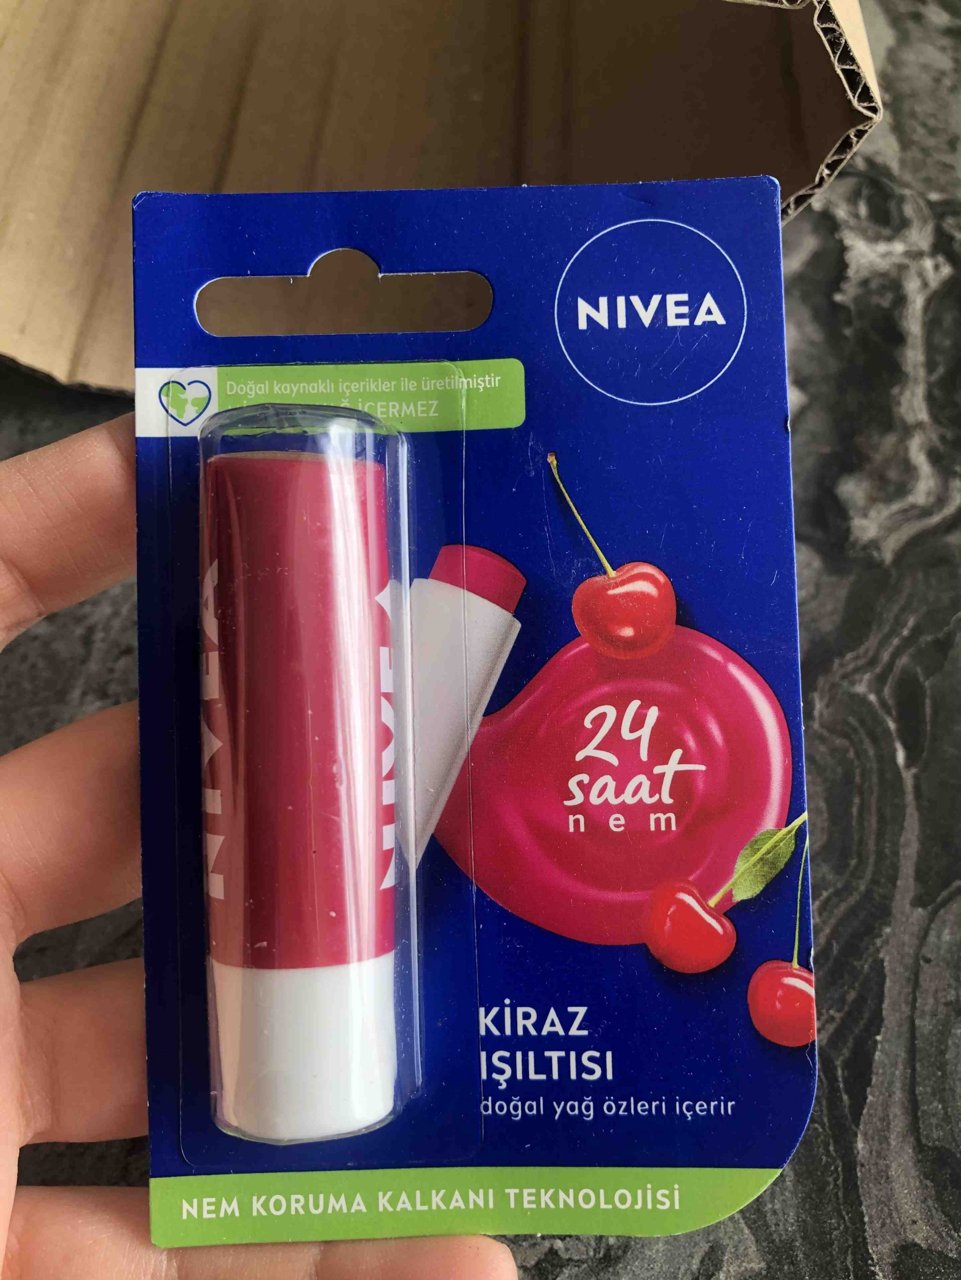 NIVEA
Doğal kaynaklı içerikler ile üretilmiştir
İÇERMEZ
NIVEA
NIVEA
24
saat
nem
KİRAZ
IŞILTISI
doğal yağ özleri içerir
NEM KORUMA KALKANI TEKNOLOJİSİ